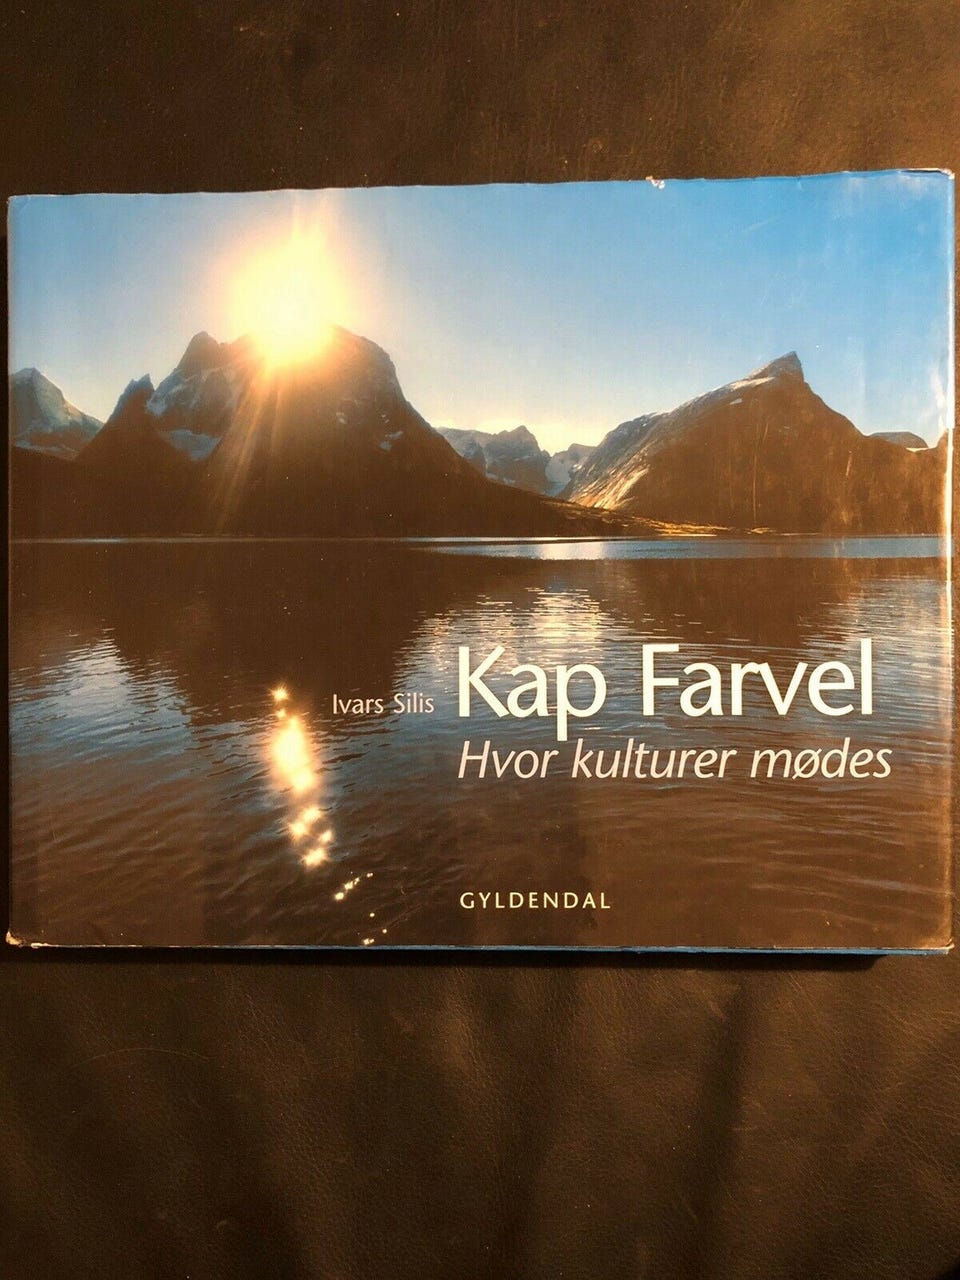 Ivars Silis Kap Farvel
Hvor kulturer mødes
GYLDENDAL